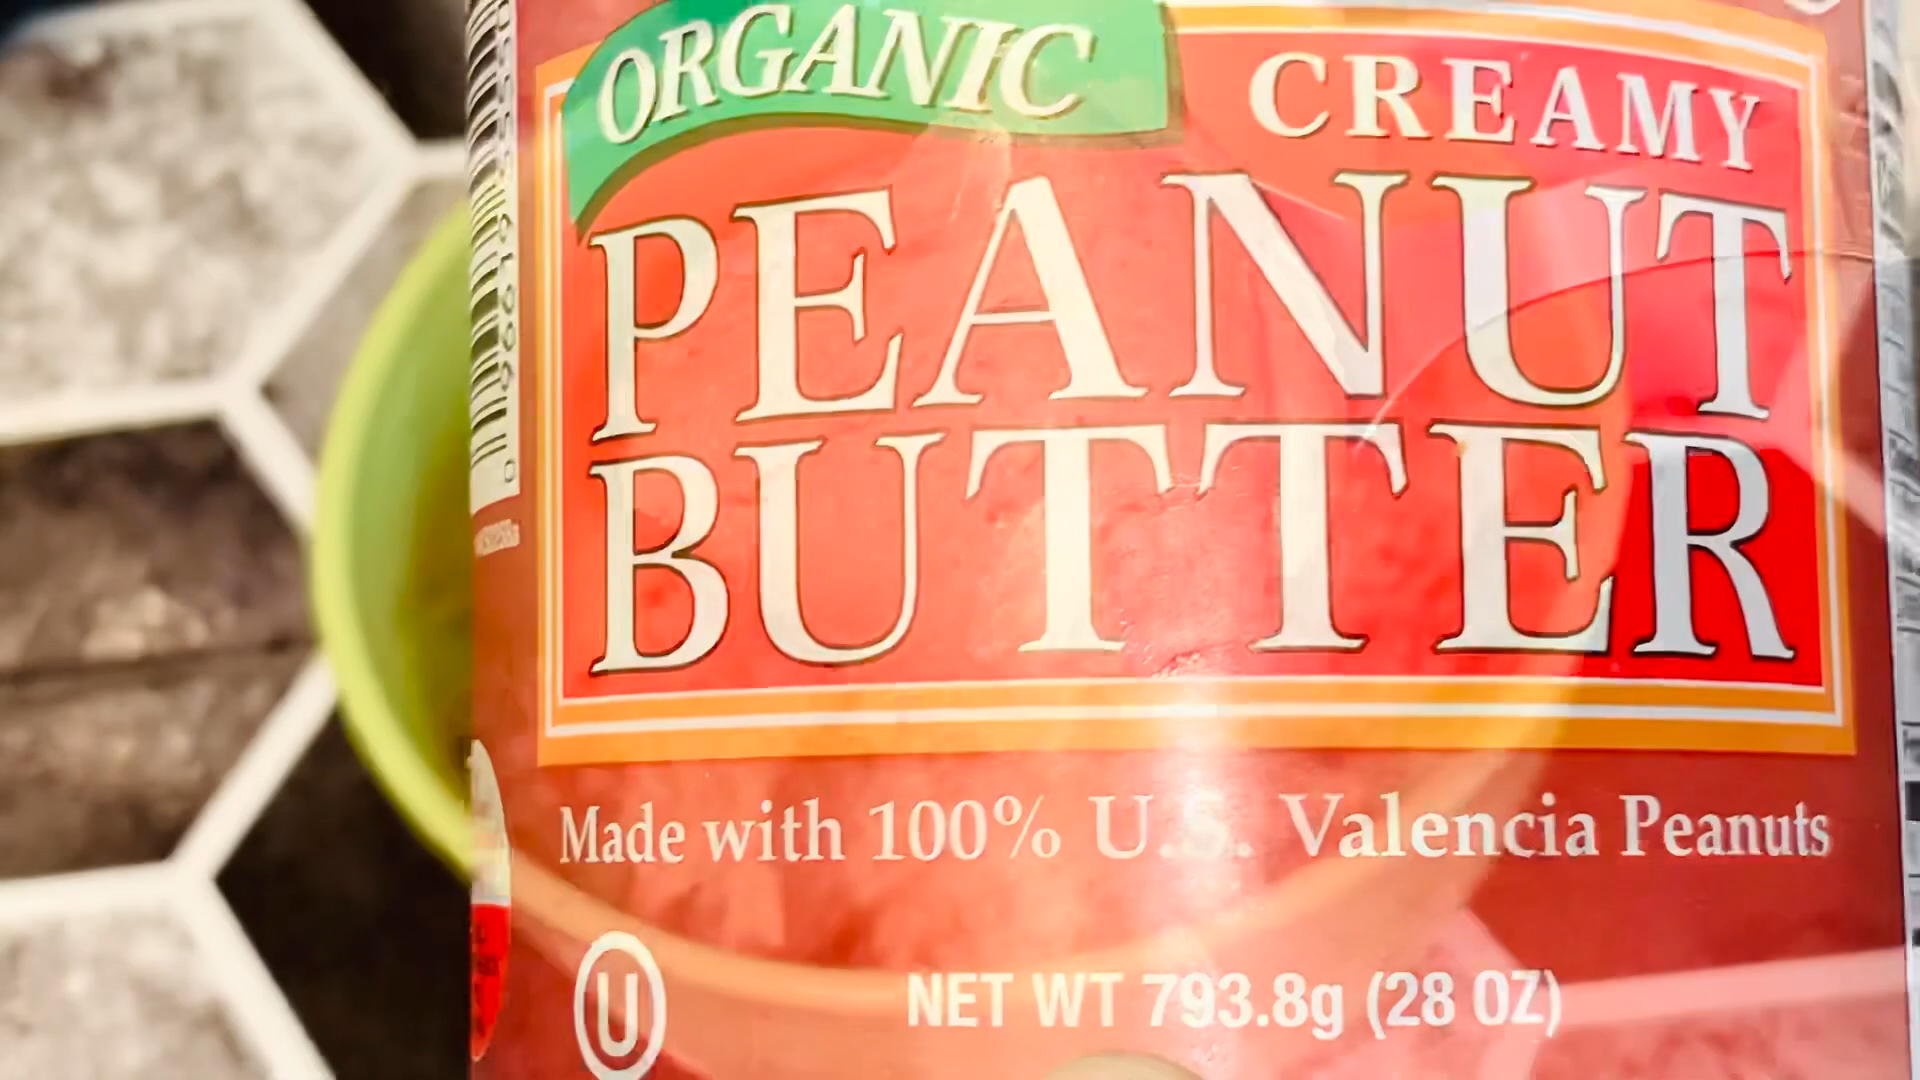 ORGANIC
CREAMY
PEANUT
BUTTER
Made with 100% U.S. Valencia Peanuts
U
NET WT 793.8g (28 OZ)